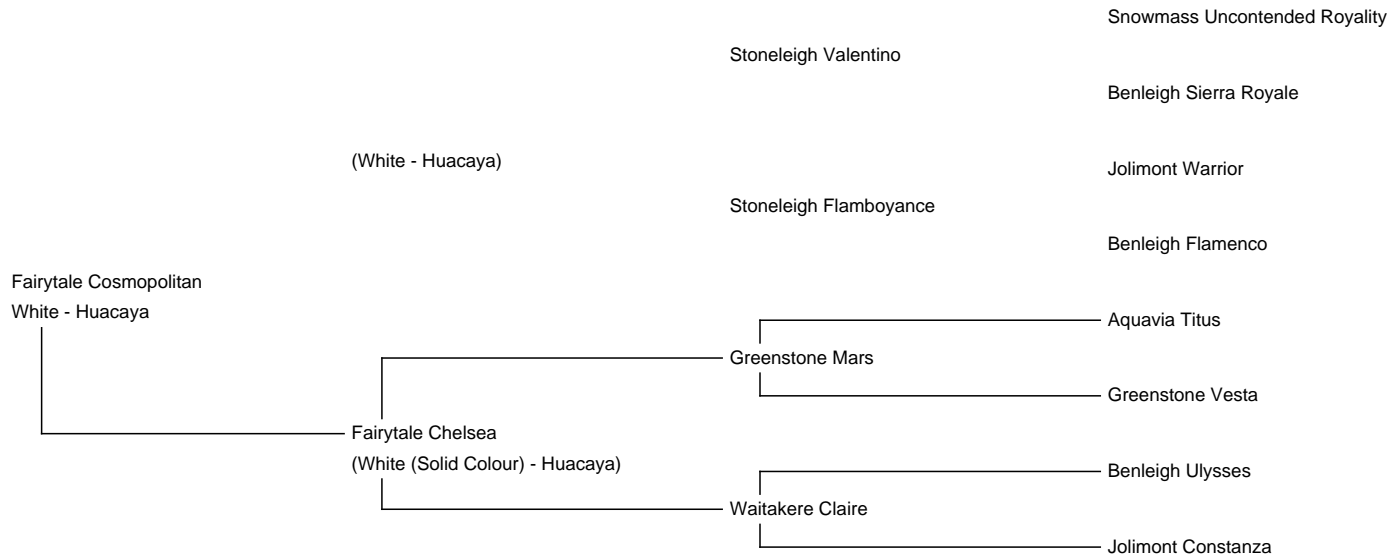 Snowmass Uncontended Royality
Stoneleigh Valentino
Benleigh Sierra Royale
(White - Huacaya)
Jolimont Warrior
Stoneleigh Flamboyance
Benleigh Flamenco
Fairytale Cosmopolitan
White - Huacaya
Aquavia Titus
Greenstone Mars
Greenstone Vesta
Fairytale Chelsea
(White (Solid Colour) - Huacaya)
Benleigh Ulysses
Waitakere Claire
Jolimont Constanza